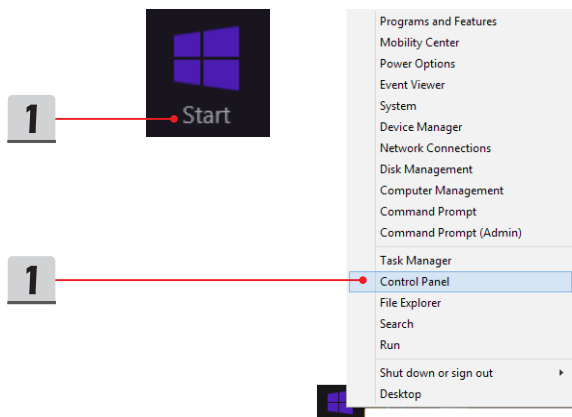 1
Start
Programs and Features
Mobility Center
Power Options
Event Viewer
System
Device Manager
Network Connections
Disk Management
Computer Management
Command Prompt
Command Prompt (Admin)
Task Manager
1
Control Panel
File Explorer
Search
Run
Shut down or sign out
Desktop